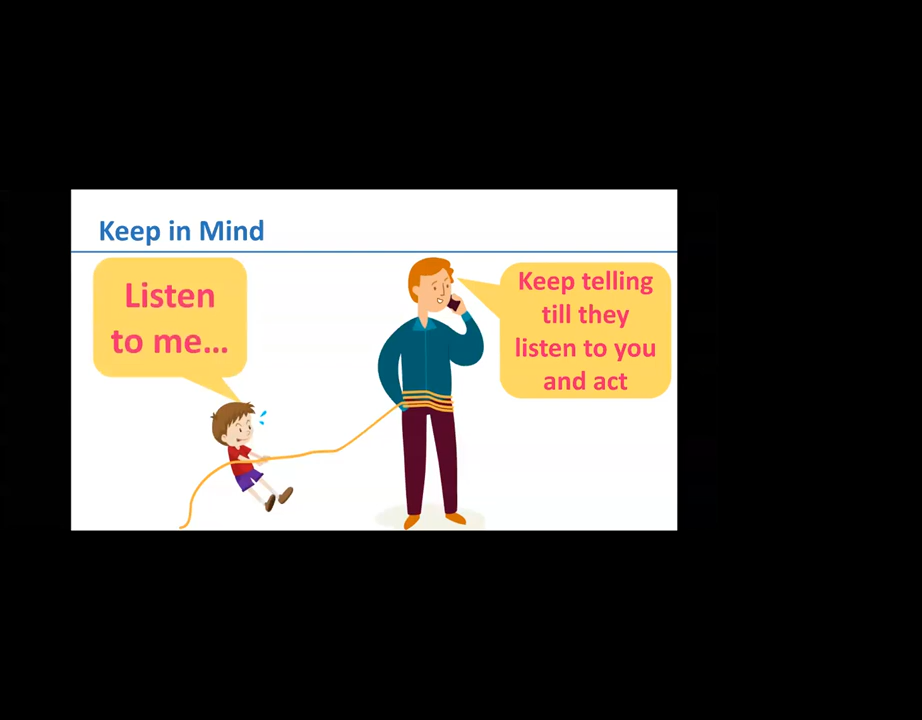 Keep in Mind
Listen
to me...
Keep telling
till they
listen to you
and act